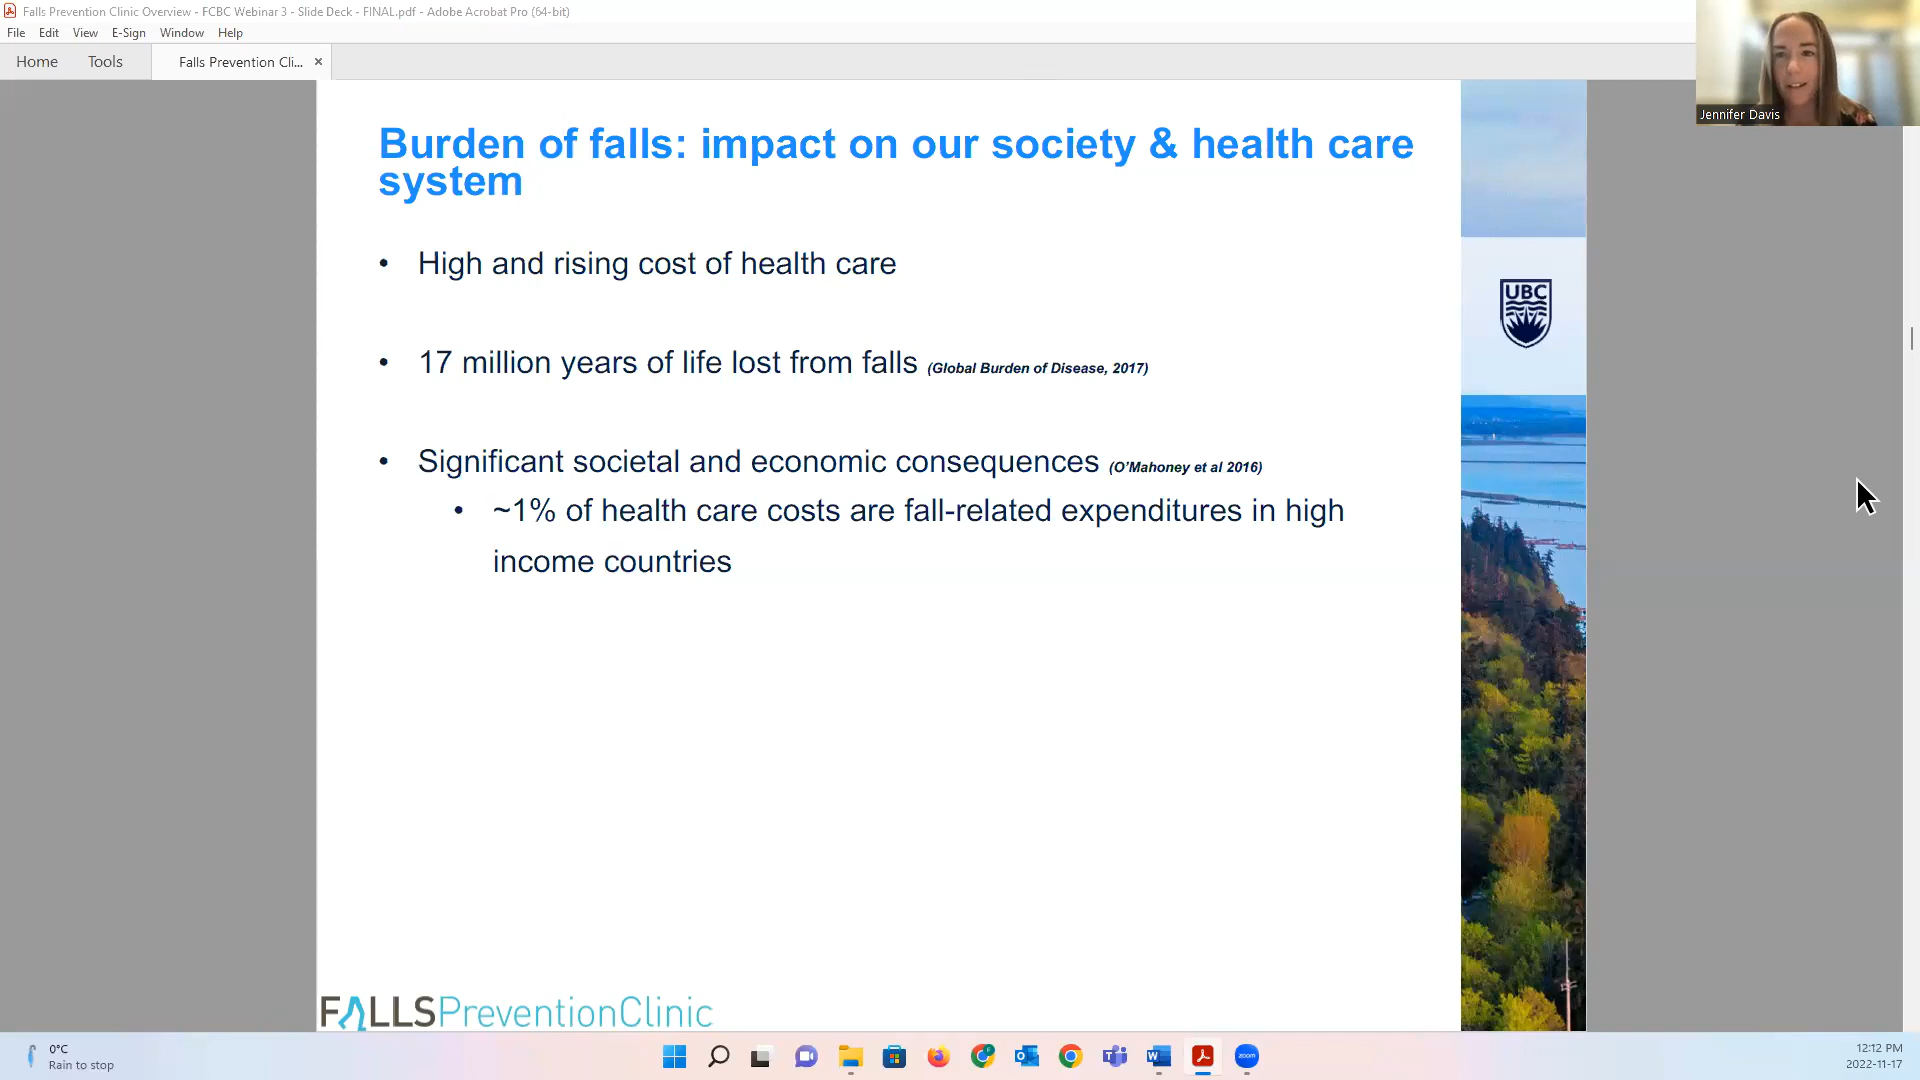 Falls Prevention Clinic Overview - FCBC Webinar 3 - Slide Deck - FINAL.pdf - Adobe Acrobat Pro (64-bit)
File Edit View E-Sign Window Help
Home Tools Falls Prevention Cli... ×
Jennifer Davis
Burden of falls: impact on our society & health care
system
• High and rising cost of health care
UBC
• 17 million years of life lost from falls (Global Burden of Disease, 2017)
• Significant societal and economic consequences (O'Mahoney et al 2016)
• ~1% of health care costs are fall-related expenditures in high
income countries
FALLSPreventionClinic
0°C
Rain to stop
zoom
12:12 PM
2022-11-17